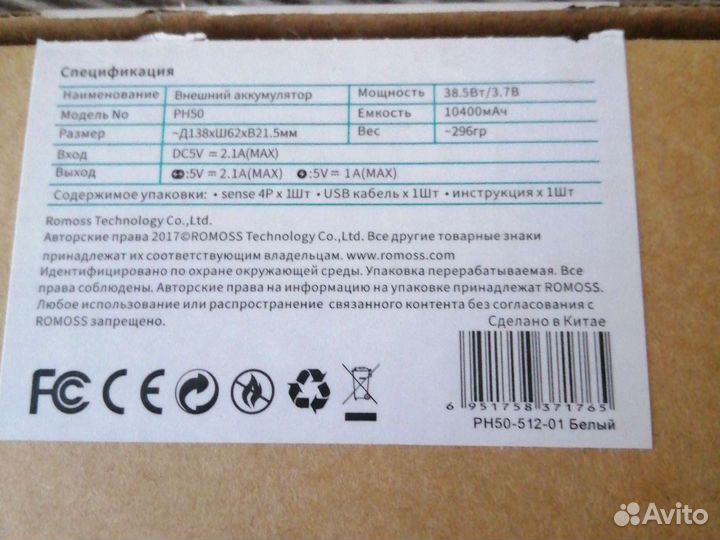 Спецификация
Наименование Внешний аккумулятор Мощность 38.5Вт/3.7В
Модель No PH50 Емкость 10400мАч
Размер ~Д138хШ62хВ21.5мм Вес ~296гр
Вход DC5V = 2.1A(MAX)
Выход :5V = 2.1A(MAX) :5V = 1A(MAX)
Содержимое упаковки: • sense 4P x 1Шт • USB кабель x 1Шт • инструкция x 1Шт
Romoss Technology Co.,Ltd.
Авторские права 2017©ROMOSS Technology Co.,Ltd. Все другие товарные знаки
принадлежат их соответствующим владельцам. www.romoss.com
Идентифицировано по охране окружающей среды. Упаковка перерабатываемая. Все
права соблюдены. Авторские права на информацию на упаковке принадлежат ROMOSS.
Любое использование или распространение связанного контента без согласования с
ROMOSS запрещено.
Сделано в Китае
FC CE
6 951758 371765
PH50-512-01 Белый
Avito